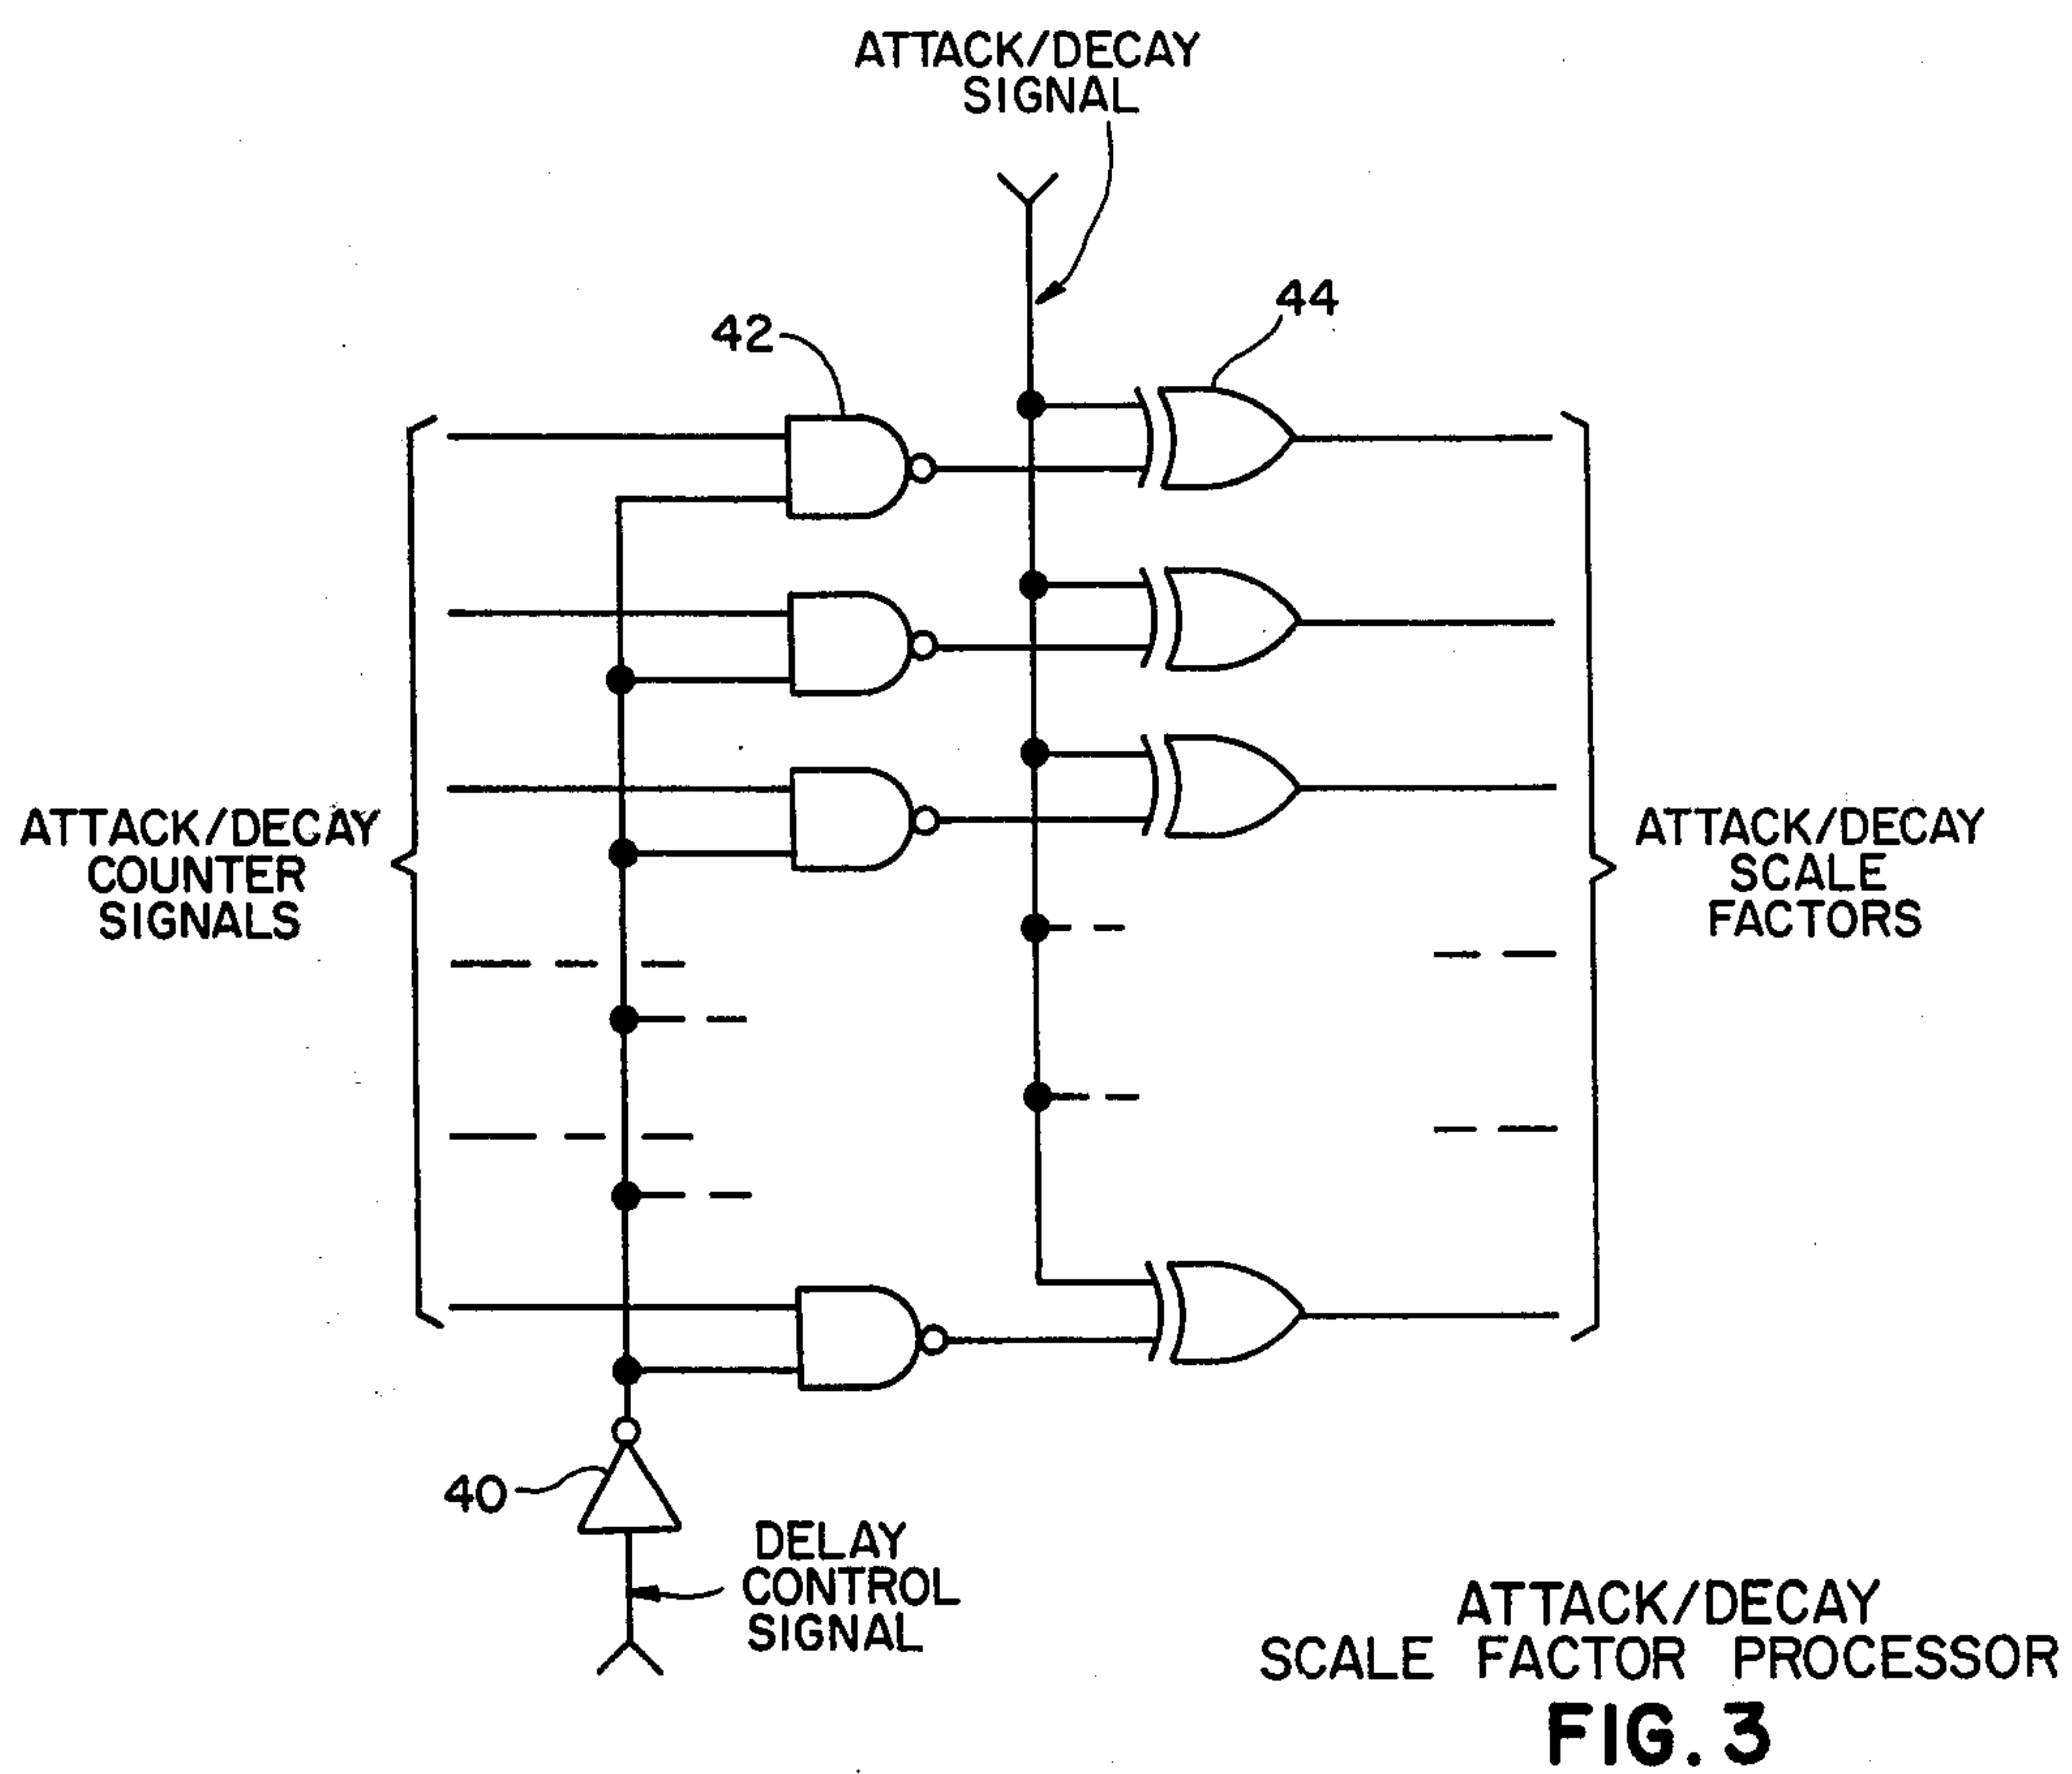 ATTACK/DECAY
SIGNAL
44
42
ATTACK/DECAY
COUNTER
SIGNALS
ATTACK/DECAY
SCALE
FACTORS
40
DELAY
CONTROL
SIGNAL
ATTACK/DECAY
SCALE FACTOR PROCESSOR
FIG. 3